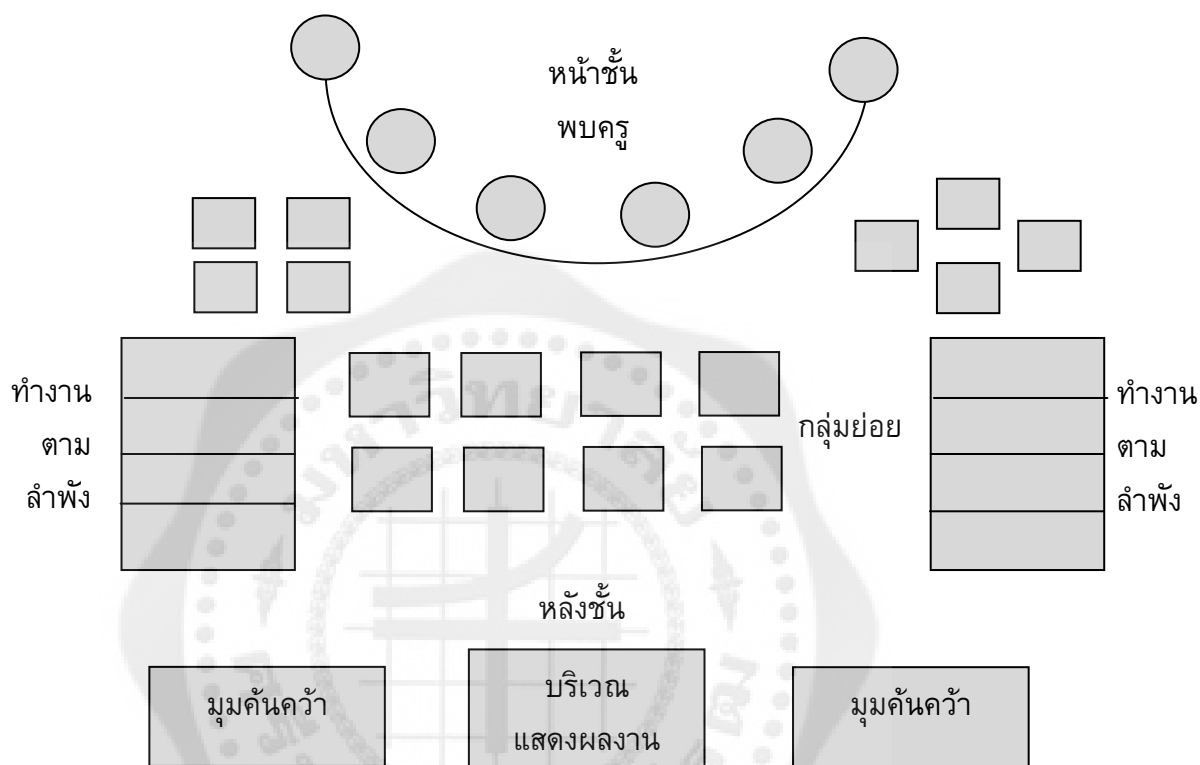 หน้าชั้น
พบครู
ทำงาน
ตาม
ลำพัง
กลุ่มย่อย
ทำงาน
ตาม
ลำพัง
หลังชั้น
มุมค้นคว้า
บริเวณ
แสดงผลงาน
มุมค้นคว้า